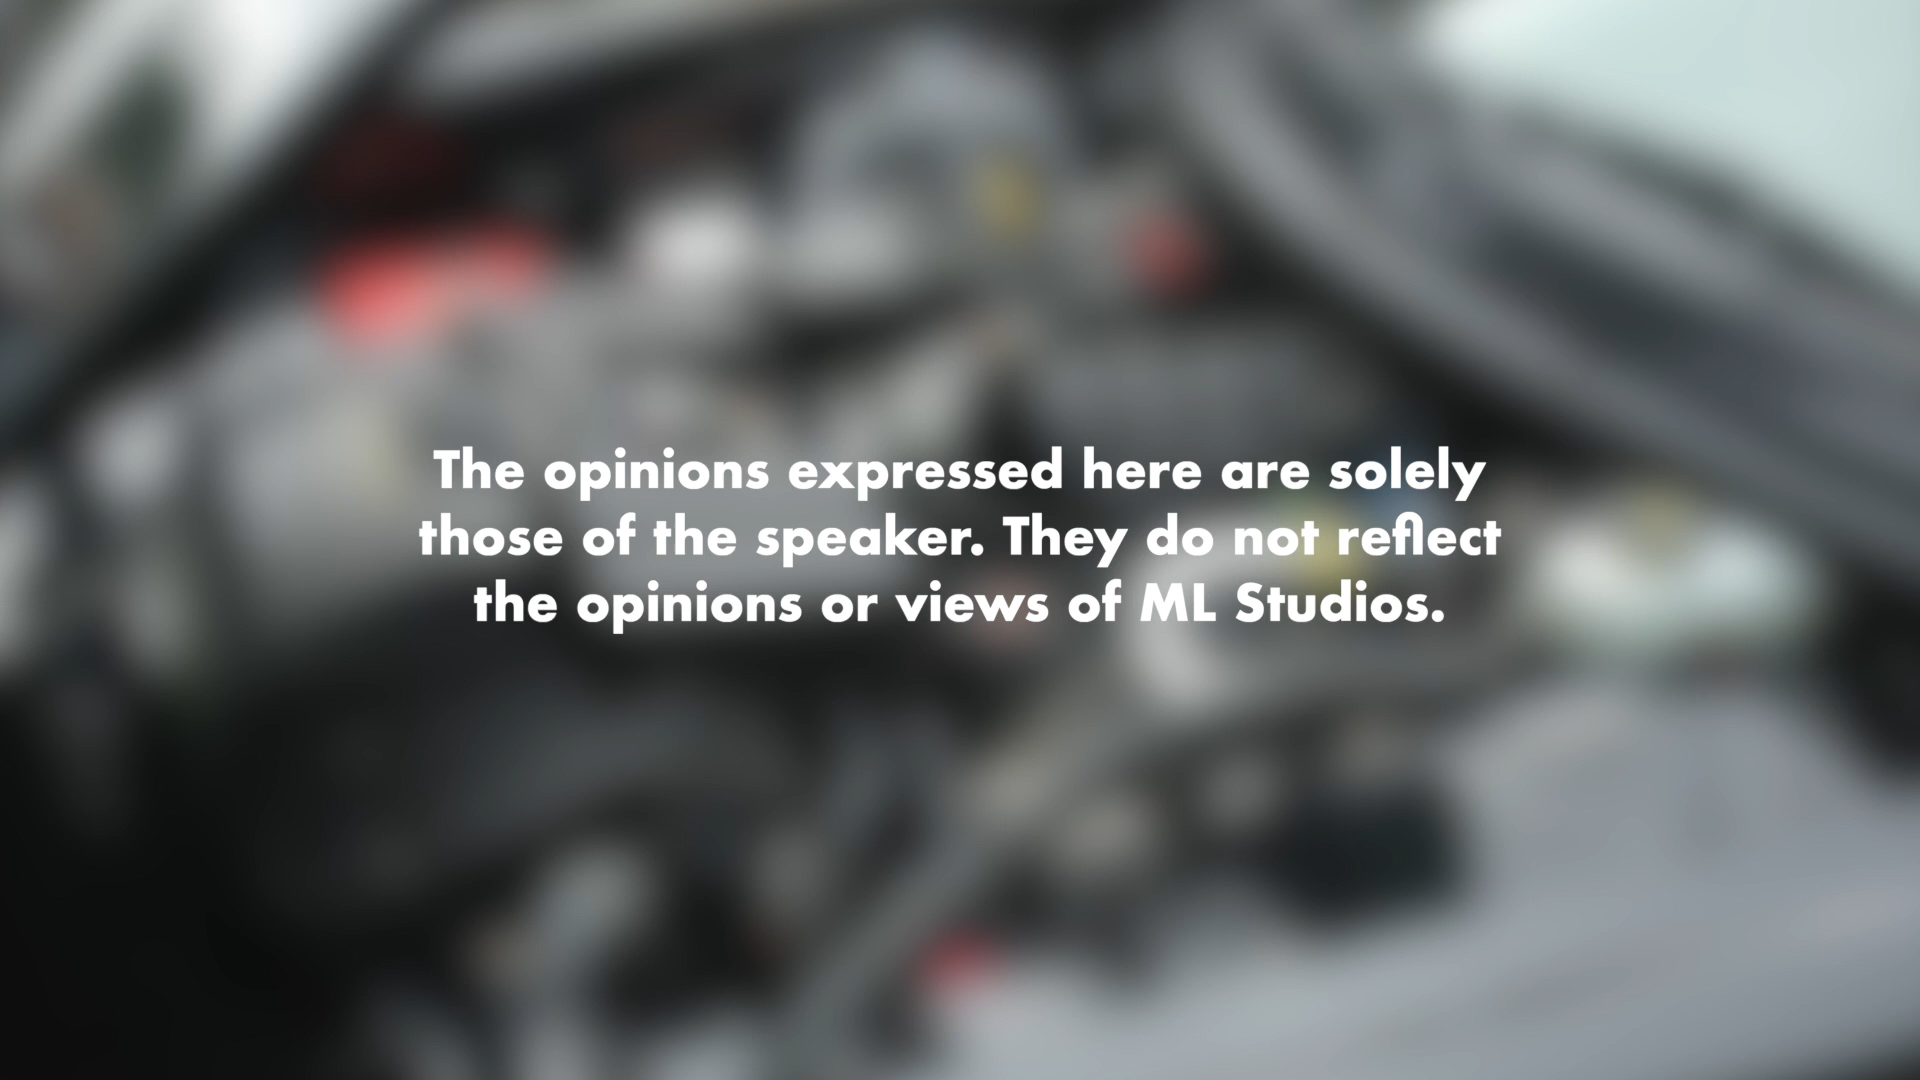 The opinions expressed here are solely
those of the speaker. They do not reflect
the opinions or views of ML Studios.